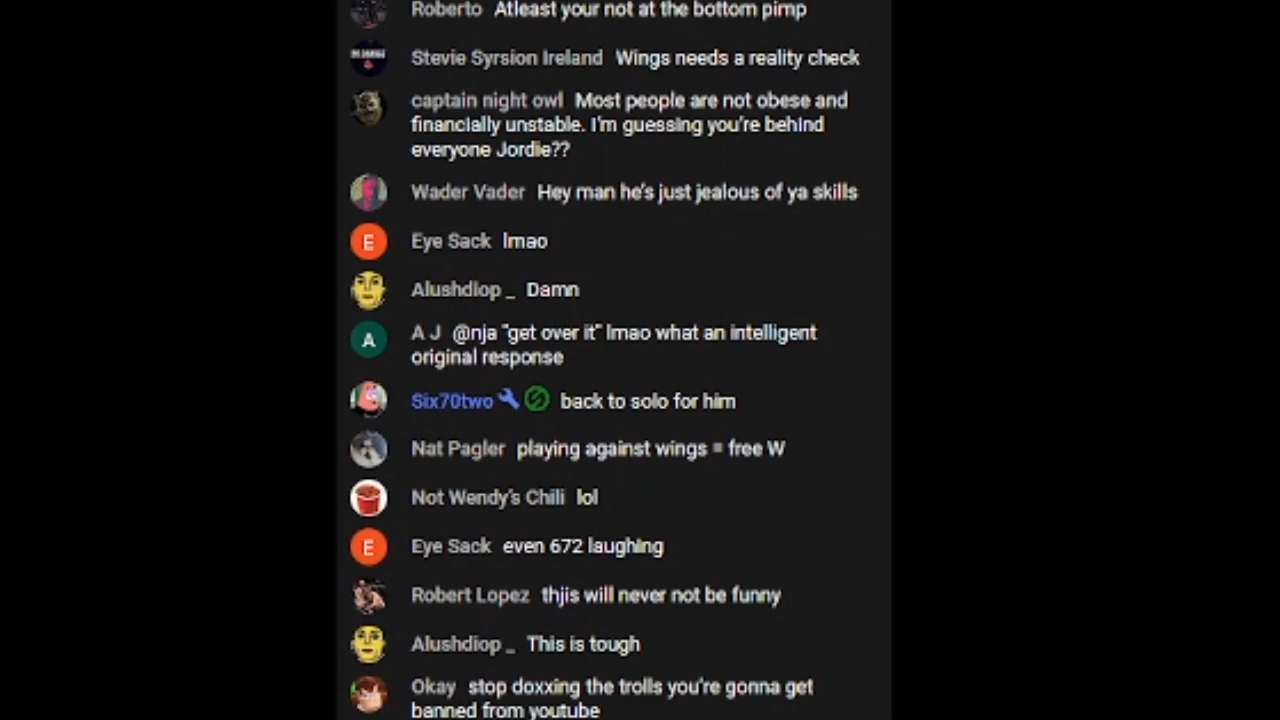 Roberto Atleast your not at the bottom pimp
Stevie Syrsion Ireland Wings needs a reality check
captain night owl Most people are not obese and
financially unstable. I'm guessing you're behind
everyone Jordie??
Wader Vader Hey man he's just jealous of ya skills
E Eye Sack lmao
Alushdiop _ Damn
A A J @nja "get over it" lmao what an intelligent
original response
Six70two back to solo for him
Nat Pagler playing against wings = free W
Not Wendy's Chili lol
E Eye Sack even 672 laughing
Robert Lopez thjis will never not be funny
Alushdiop _ This is tough
Okay stop doxxing the trolls you're gonna get
banned from youtube